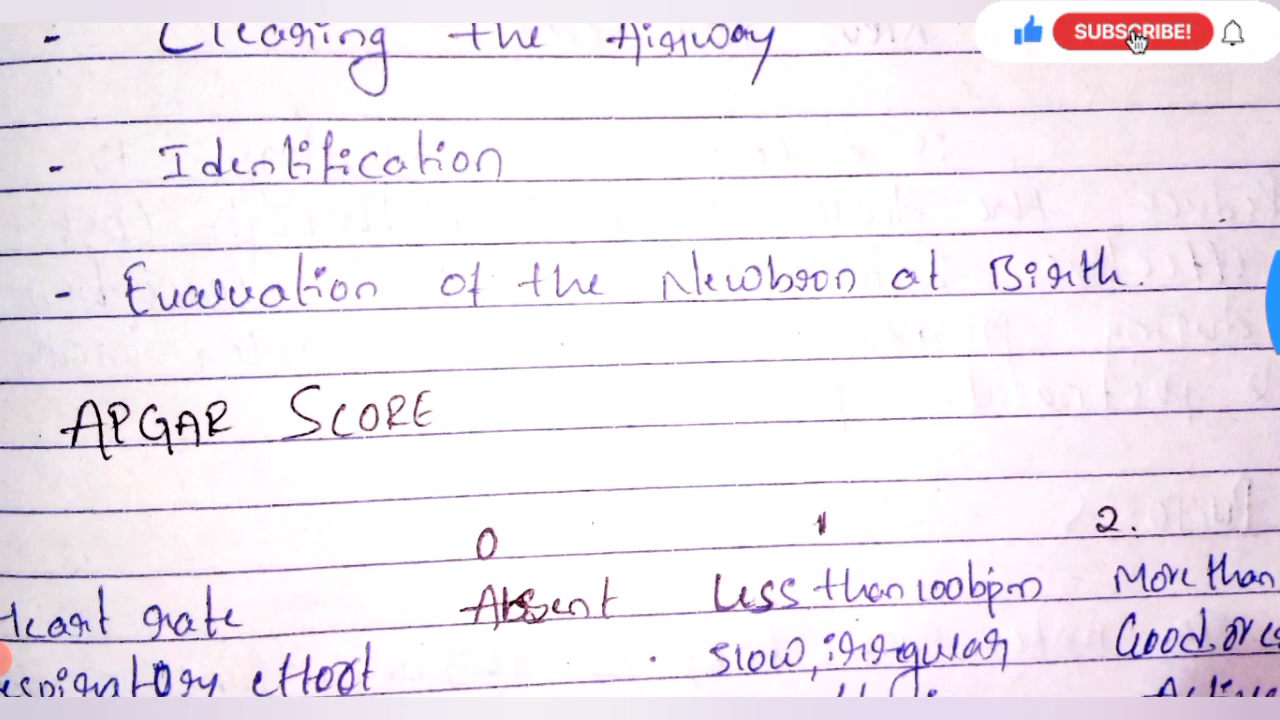 SUBSCRIBE!
- Clearing the Airway
- Identification
- Evaluation of the Newborn at Birth.
APGAR SCORE
0 1 2.
Heart rate Absent Less than 100bpm More than
respiratory effort slow, irregular Good, or